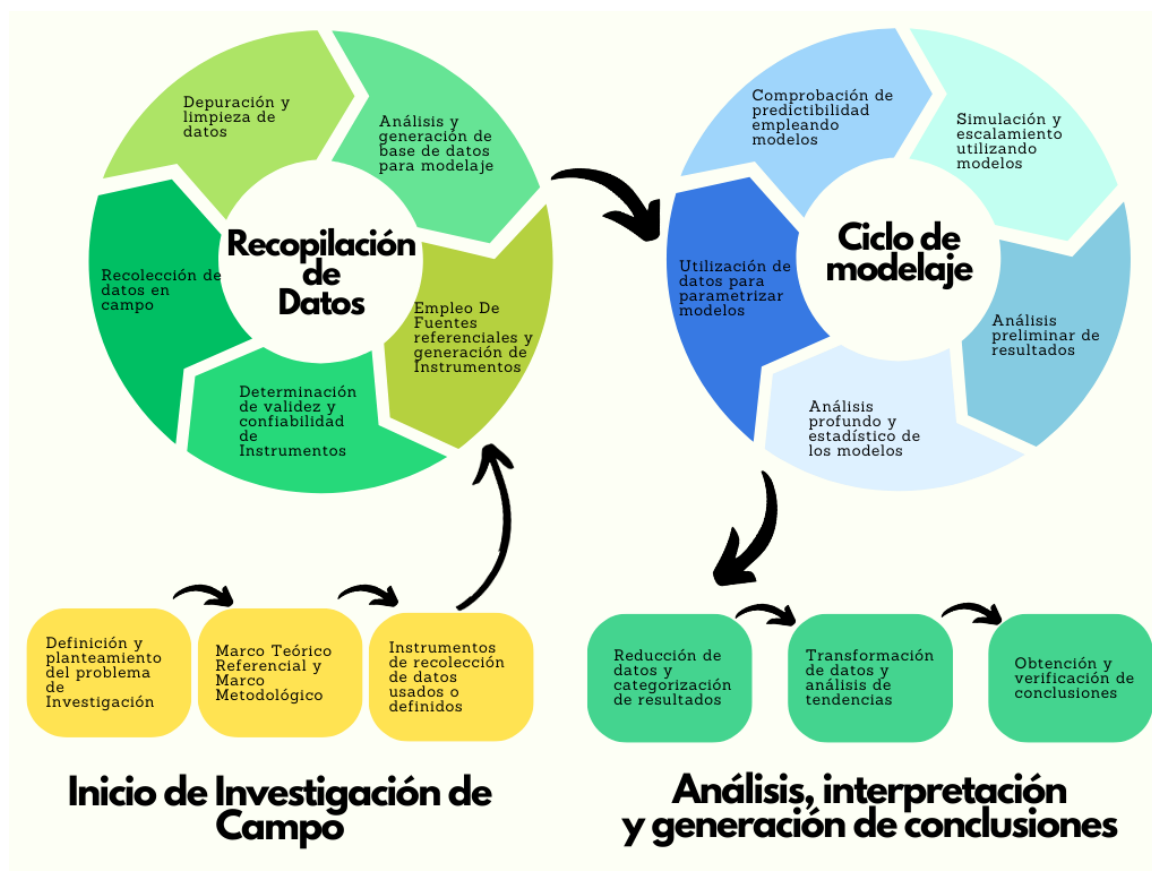 Depuración y
limpieza de
datos
Análisis y
generación de
base de datos
para modelaje
Recolección de
datos en
campo
Recopilación
de
Datos
Empleo De
Fuentes
referenciales y
generación de
Instrumentos
Determinación
de validez y
confiabilidad
de
Instrumentos
Comprobación de
predictibilidad
empleando
modelos
Simulación y
escalamiento
utilizando
modelos
Utilización de
datos para
parametrizar
modelos
Ciclo de
modelaje
Análisis
preliminar de
resultados
Análisis
profundo y
estadístico de
los modelos
Definición y
planteamiento
del problema
de
Investigación
Marco Teórico
Referencial y
Marco
Metodológico
Instrumentos
de recolección
de datos
usados o
definidos
Inicio de Investigación de
Campo
Reducción de
datos y
categorización
de resultados
Transformación
de datos y
análisis de
tendencias
Obtención y
verificación de
conclusiones
Análisis, interpretación
y generación de conclusiones